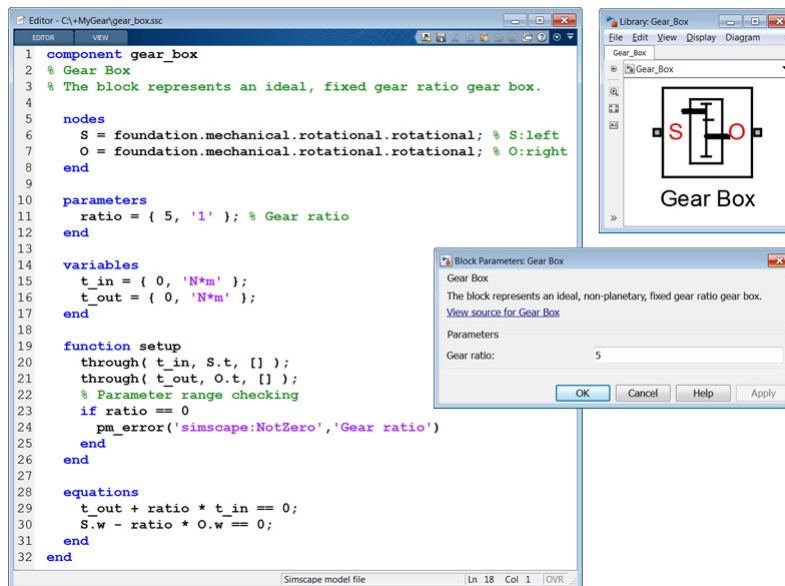 Editor - C:\+MyGear\gear_box.ssc
EDITOR VIEW
1 component gear_box
2 % Gear Box
3 % The block represents an ideal, fixed gear ratio gear box.
4
5 nodes
6 S = foundation.mechanical.rotational.rotational; % S:left
7 O = foundation.mechanical.rotational.rotational; % O:right
8 end
9
10 parameters
11 ratio = { 5, '1' }; % Gear ratio
12 end
13
14 variables
15 t_in = { 0, 'N*m' };
16 t_out = { 0, 'N*m' };
17 end
18
19 function setup
20 through( t_in, S.t, [] );
21 through( t_out, O.t, [] );
22 % Parameter range checking
23 if ratio == 0
24 pm_error('simscape:NotZero','Gear ratio')
25 end
26 end
27
28 equations
29 t_out + ratio * t_in == 0;
30 S.w - ratio * O.w == 0;
31 end
32 end
Simscape model file Ln 18 Col 1 OVR
Library: Gear_Box
File Edit View Display Diagram
Gear_Box
Gear_Box
S O
Gear Box
Block Parameters: Gear Box
Gear Box
The block represents an ideal, non-planetary, fixed gear ratio gear box.
View source for Gear Box
Parameters
Gear ratio: 5
OK Cancel Help Apply